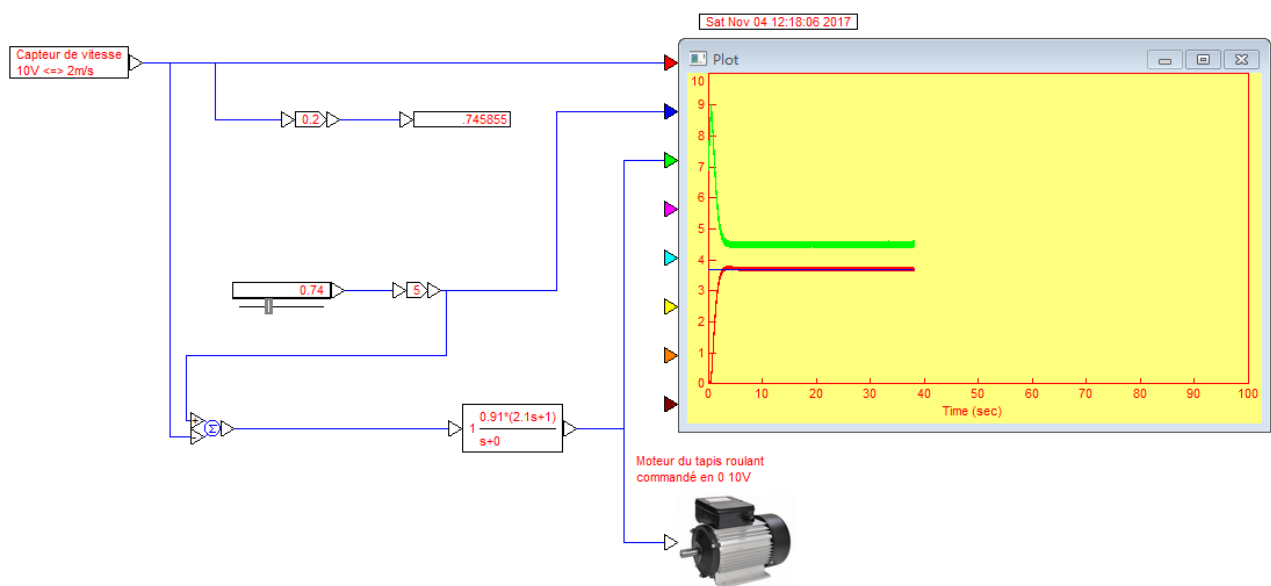 Sat Nov 04 12:18:06 2017
Capteur de vitesse
10V <=> 2m/s
Plot
0.2
.745855
0.74
5
+
-
Σ
1
0.91*(2.1s+1)
s+0
10
9
8
7
6
5
4
3
2
1
0
0 10 20 30 40 50 60 70 80 90 100
Time (sec)
Moteur du tapis roulant
commandé en 0 10V